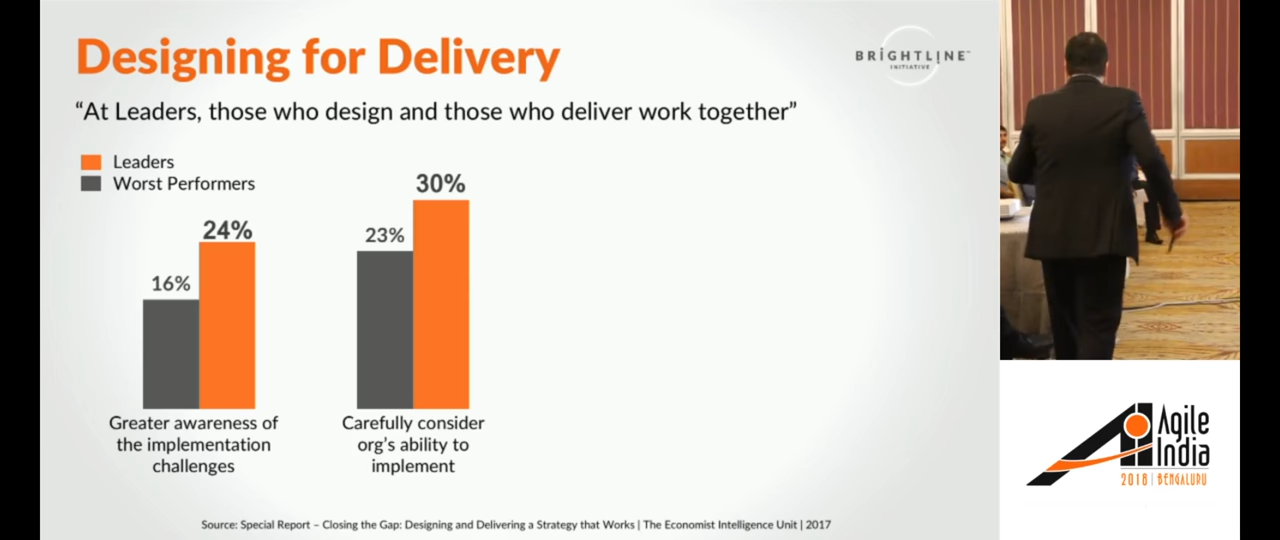 Designing for Delivery
BRIGHTLINE
INITIATIVE
“At Leaders, those who design and those who deliver work together”
Leaders
Worst Performers
16%
24%
23%
30%
Greater awareness of
the implementation
challenges
Carefully consider
org's ability to
implement
Source: Special Report – Closing the Gap: Designing and Delivering a Strategy that Works | The Economist Intelligence Unit | 2017
Agile
India
2018 | BENGALURU